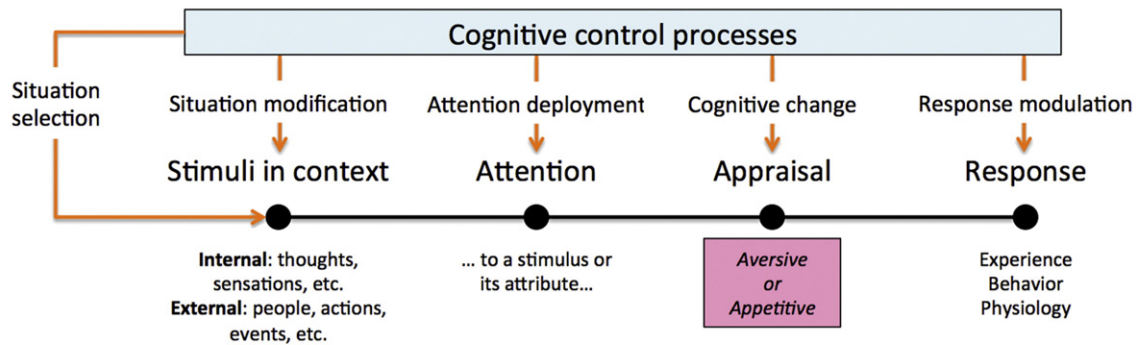 Cognitive control processes
Situation
selection
Situation modification
Attention deployment
Cognitive change
Response modulation
Stimuli in context
Attention
Appraisal
Response
Internal: thoughts,
sensations, etc.
External: people, actions,
events, etc.
... to a stimulus or
its attribute...
Aversive
or
Appetitive
Experience
Behavior
Physiology